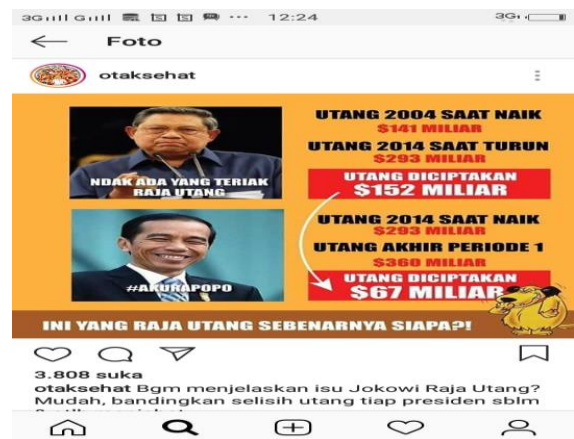 3G G 12:24 3G
Foto
otaksehat
NDAK ADA YANG TERIAK
RAJA UTANG
UTANG 2004 SAAT NAIK
$141 MILIAR
UTANG 2014 SAAT TURUN
$293 MILIAR
UTANG DICIPTAKAN
$152 MILIAR
#AKURAPOPO
UTANG 2014 SAAT NAIK
$293 MILIAR
UTANG AKHIR PERIODE 1
$360 MILIAR
UTANG DICIPTAKAN
$67 MILIAR
INI YANG RAJA UTANG SEBENARNYA SIAPA?!
3.808 suka
otaksehat Bgm menjelaskan isu Jokowi Raja Utang?
Mudah, bandingkan selisih utang tiap presiden sblm